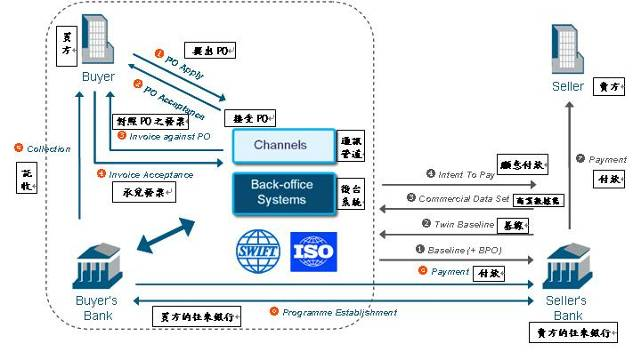 買方
Buyer
1 PO Apply
提出PO
2 PO Acceptance
接受PO
對照PO之發票
3 Invoice against PO
4 Invoice Acceptance
承兌發票
Collection
託收
Channels
通訊管道
Back-office Systems
後台系統
SWIFT
ISO
Seller
賣方
Payment
付款
4 Intent To Pay
願意付款
3 Commercial Data Set
商業數據集
2 Twin Baseline
基線
1 Baseline (+ BPO)
Payment
付款
Programme Establishment
Buyer's Bank
買方的往來銀行
Seller's Bank
賣方的往來銀行